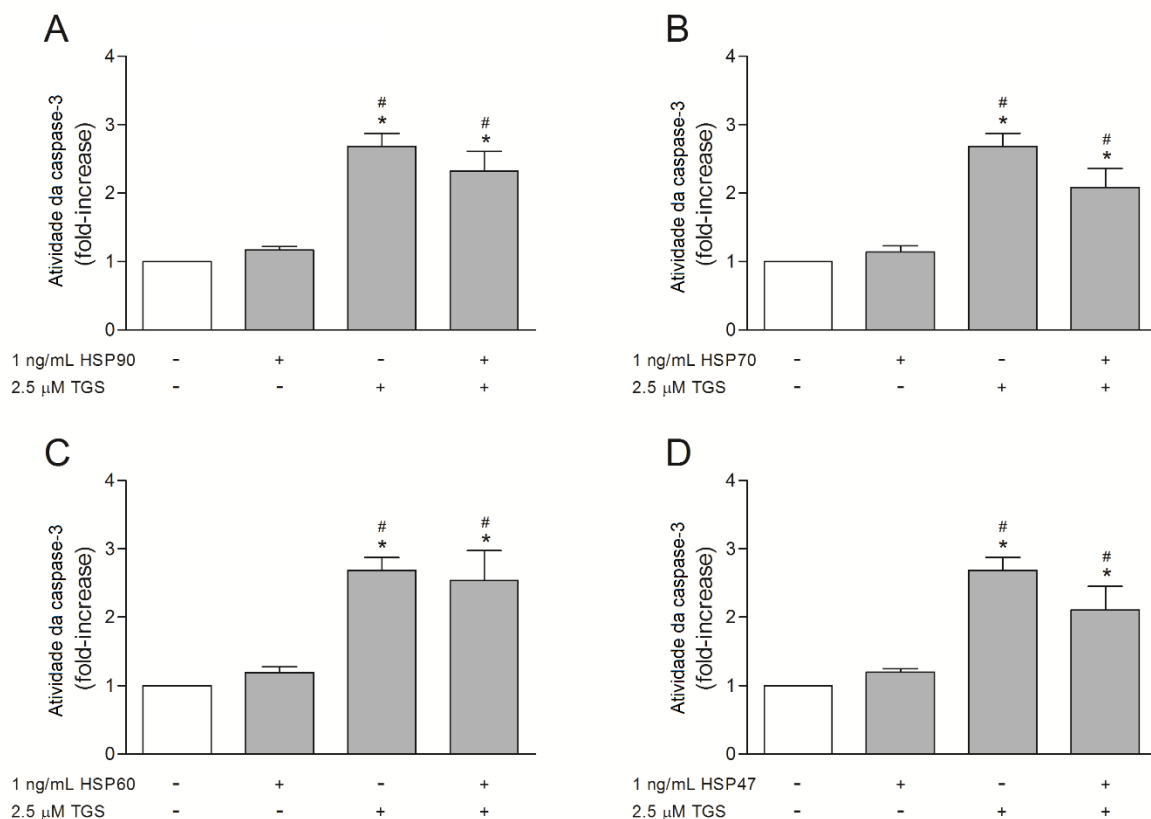 A
Atividade da caspase-3
(fold-increase)
4
3
2
1
0
#
*
#
*
1 ng/mL HSP90 - + - +
2.5 μM TGS - - + +
B
Atividade da caspase-3
(fold-increase)
4
3
2
1
0
#
*
#
*
1 ng/mL HSP70 - + - +
2.5 μM TGS - - + +
C
Atividade da caspase-3
(fold-increase)
4
3
2
1
0
#
*
#
*
1 ng/mL HSP60 - + - +
2.5 μM TGS - - + +
D
Atividade da caspase-3
(fold-increase)
4
3
2
1
0
#
*
#
*
1 ng/mL HSP47 - + - +
2.5 μM TGS - - + +